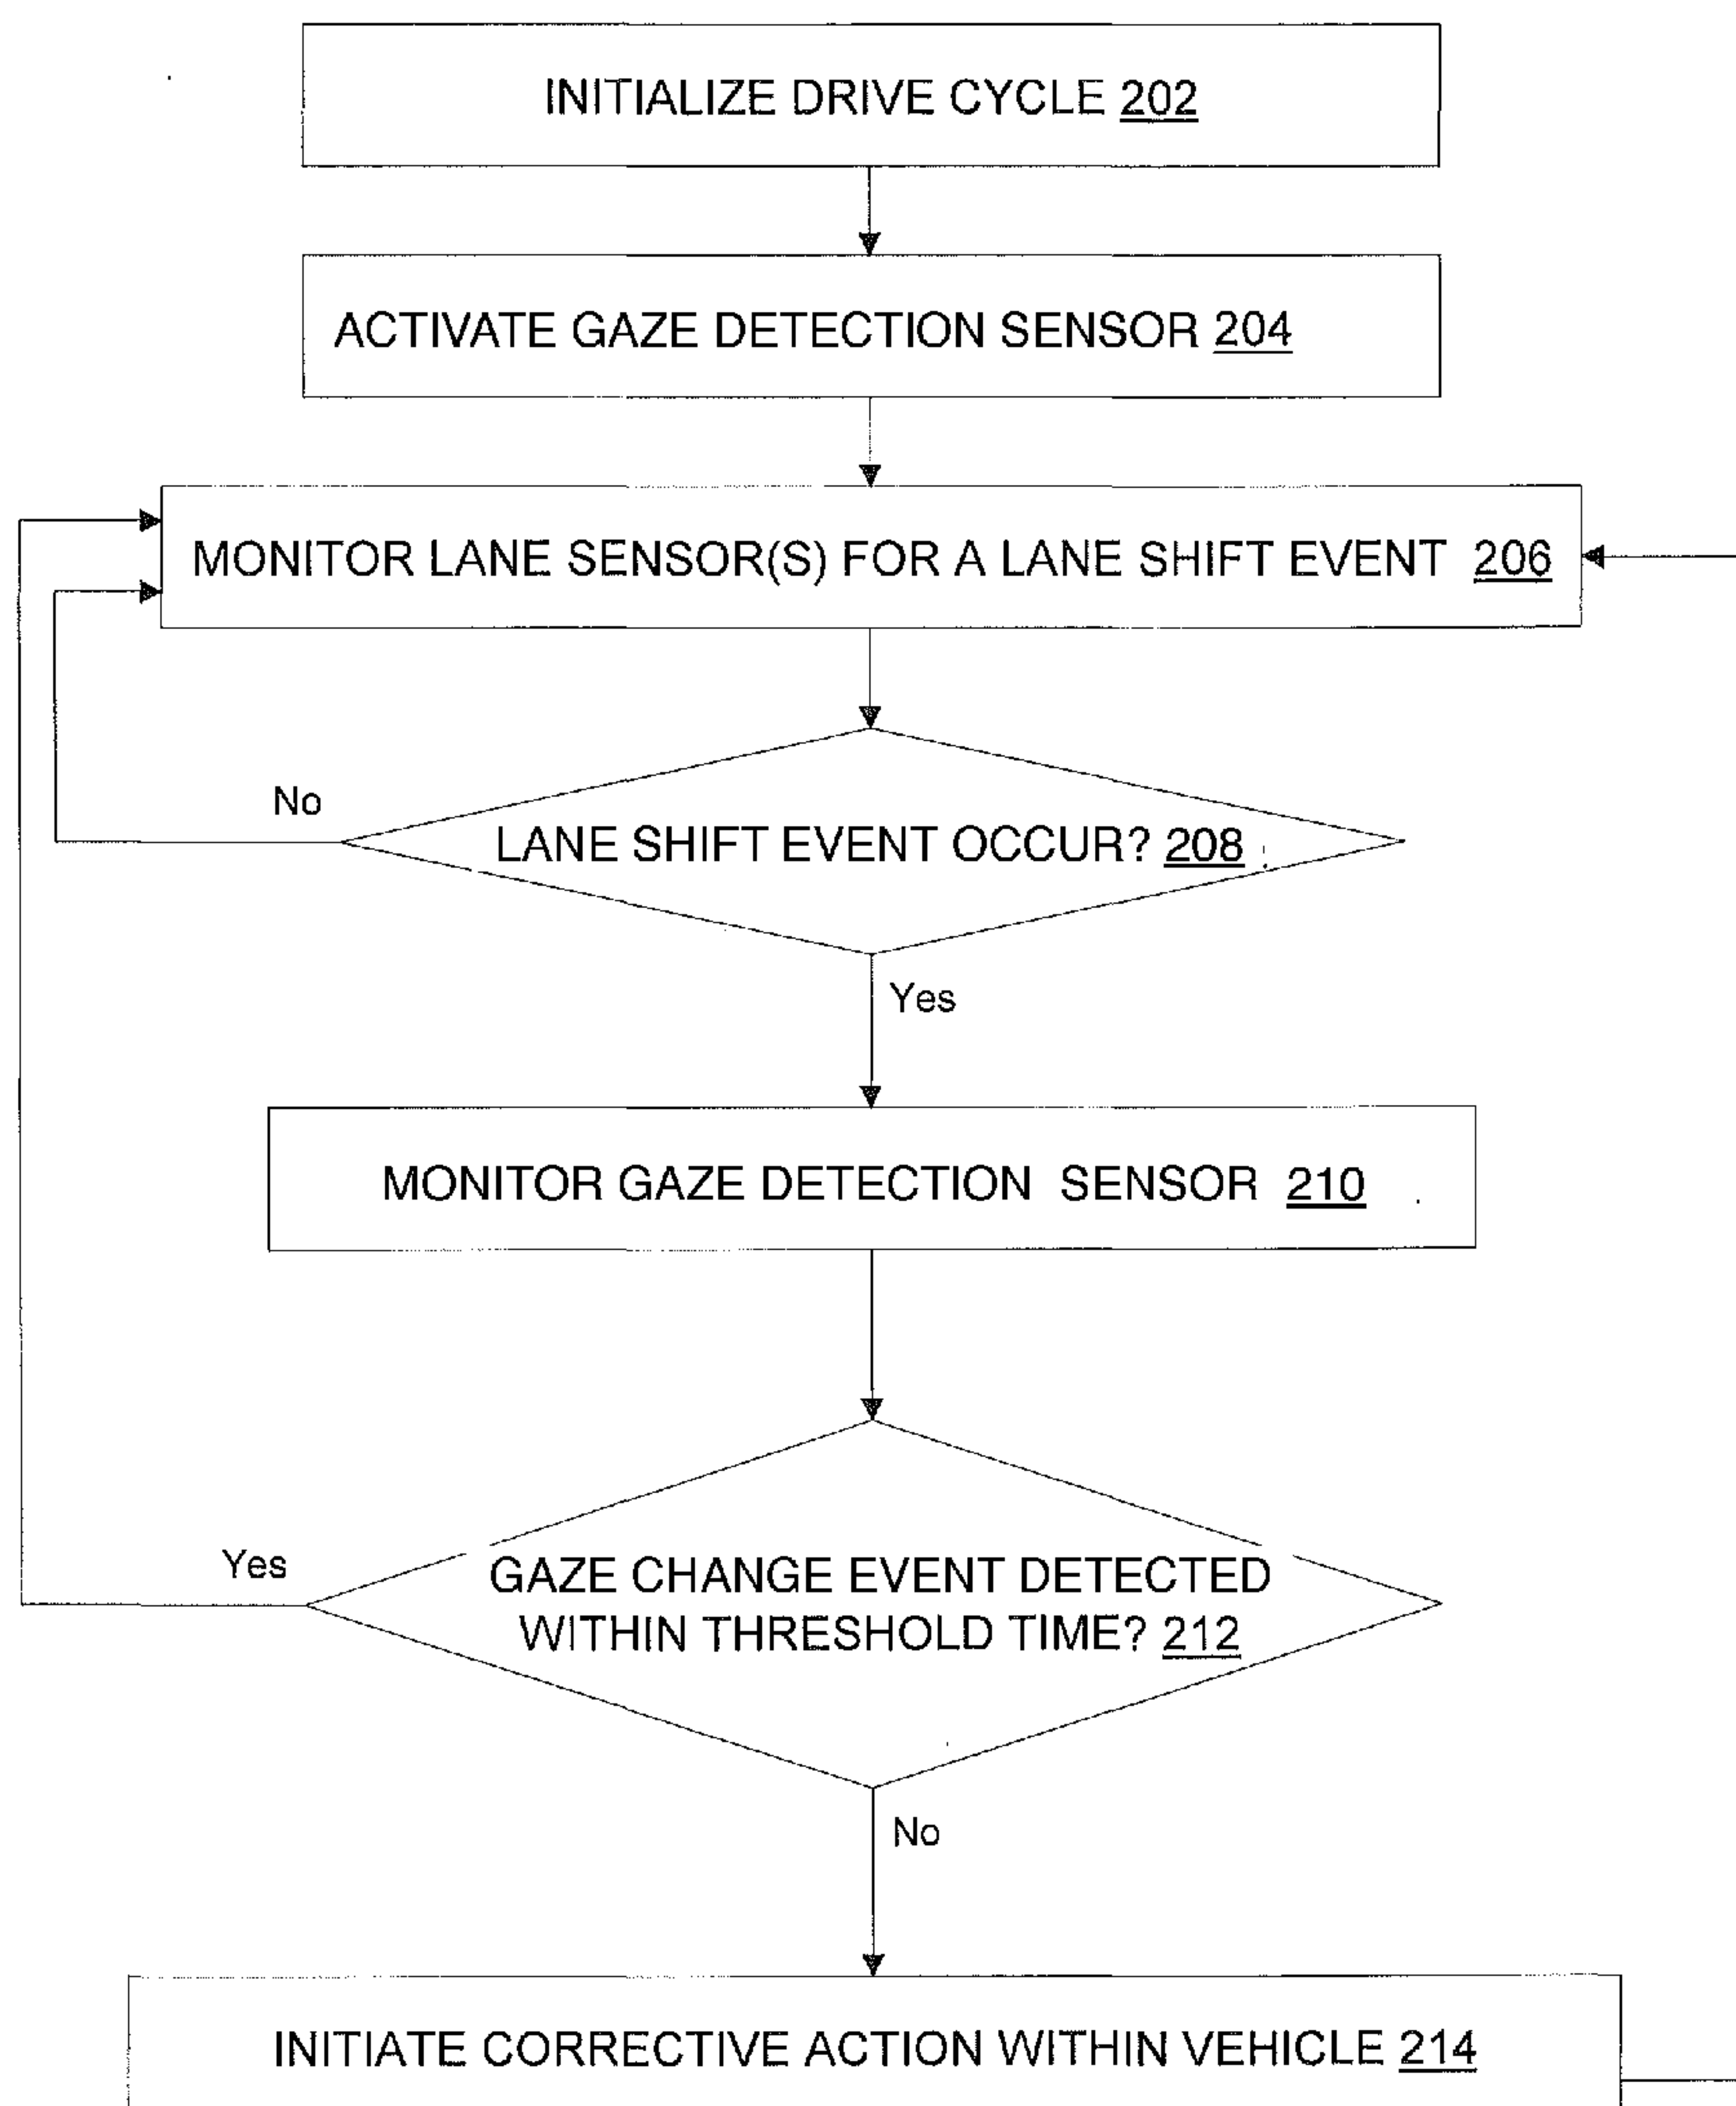 INITIALIZE DRIVE CYCLE 202
ACTIVATE GAZE DETECTION SENSOR 204
MONITOR LANE SENSOR(S) FOR A LANE SHIFT EVENT 206
No
LANE SHIFT EVENT OCCUR? 208
Yes
MONITOR GAZE DETECTION SENSOR 210
Yes
GAZE CHANGE EVENT DETECTED
WITHIN THRESHOLD TIME? 212
No
INITIATE CORRECTIVE ACTION WITHIN VEHICLE 214